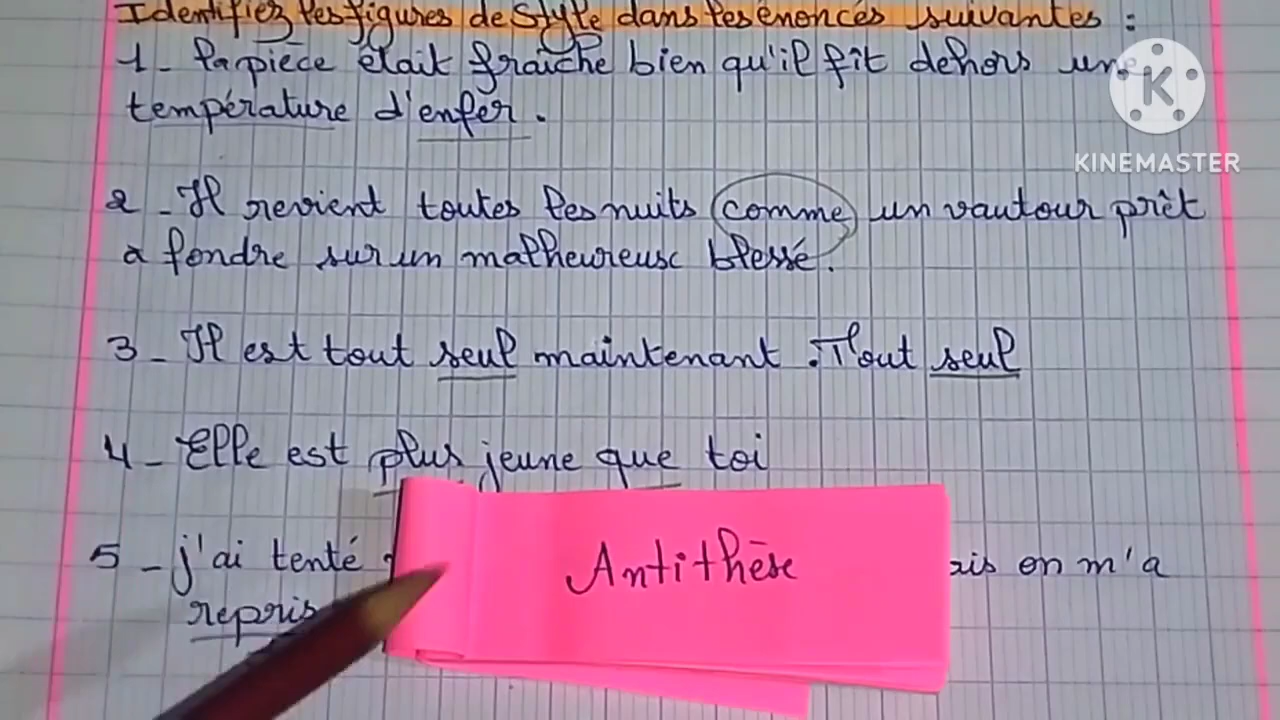 Identifiez les figures de style dans les énoncés suivantes :
1 - La pièce était fraîche bien qu'il fît dehors une
température d'enfer.
2 - Il revient toutes les nuits comme un vautour prêt
à fondre sur un malheureuse blessé.
3 - Il est tout seul maintenant. Tout seul
4 - Elle est plus jeune que toi
5 - j'ai tenté on m'a
repris
Antithèse
K
KINEMASTER